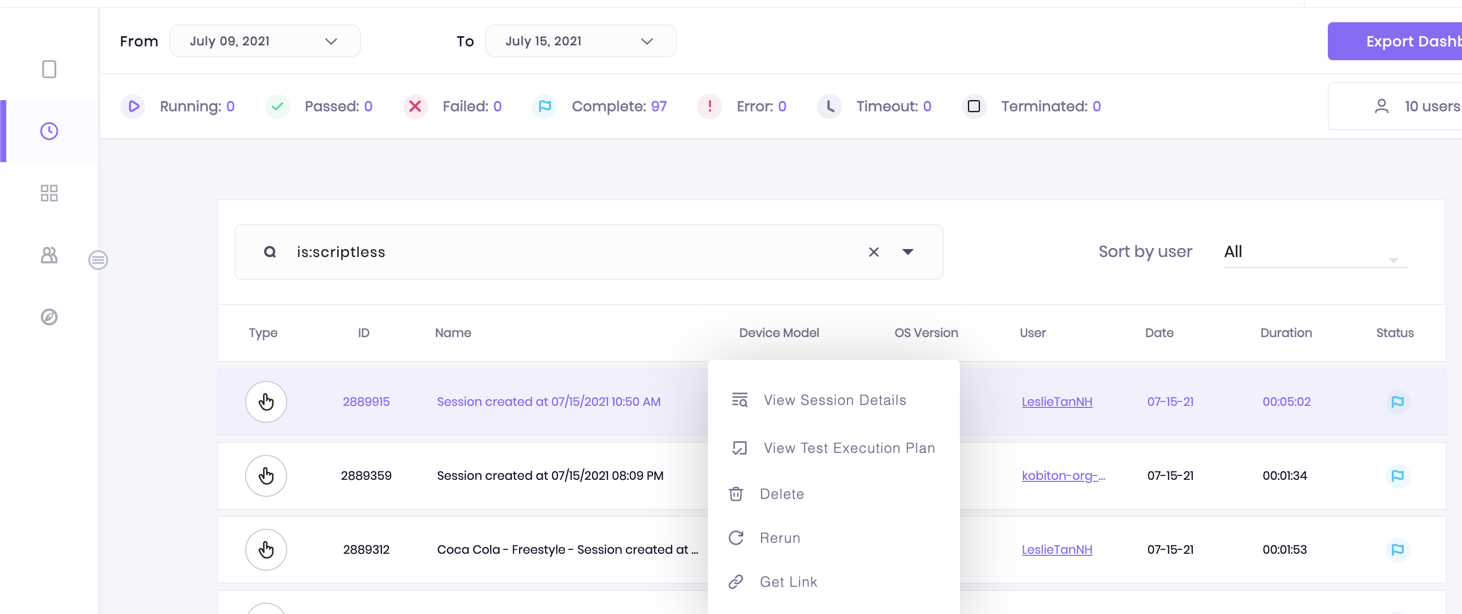 From July 09, 2021 To July 15, 2021 Export Dashb
Running: 0 Passed: 0 Failed: 0 Complete: 97 Error: 0 Timeout: 0 Terminated: 0 10 users
is:scriptless Sort by user All
Type ID Name Device Model OS Version User Date Duration Status
2889915 Session created at 07/15/2021 10:50 AM LeslieTanNH 07-15-21 00:05:02
2889359 Session created at 07/15/2021 08:09 PM kobiton-org-... 07-15-21 00:01:34
2889312 Coca Cola - Freestyle - Session created at ... LeslieTanNH 07-15-21 00:01:53
View Session Details
View Test Execution Plan
Delete
Rerun
Get Link